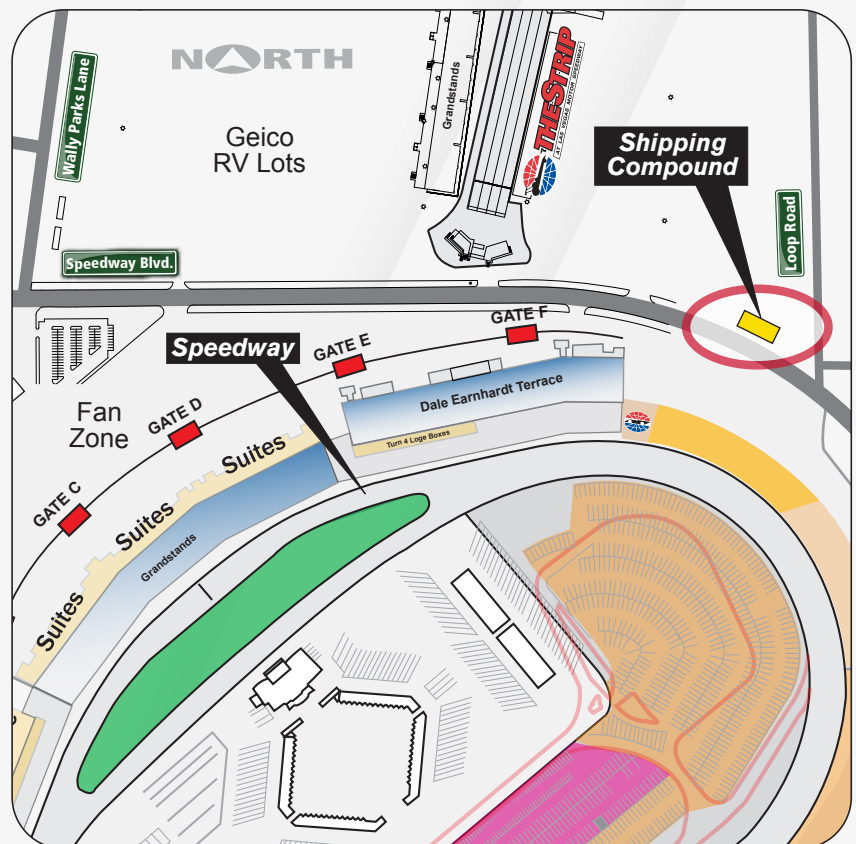 NORTH
Wally Parks Lane
Geico
RV Lots
Grandstands
THE STRIP
AT LAS VEGAS MOTOR SPEEDWAY
Shipping
Compound
Loop Road
Speedway Blvd.
GATE F
GATE E
Speedway
Dale Earnhardt Terrace
Fan
Zone
GATE D
Turn 4 Loge Boxes
Suites
GATE C
Suites
Grandstands
Suites